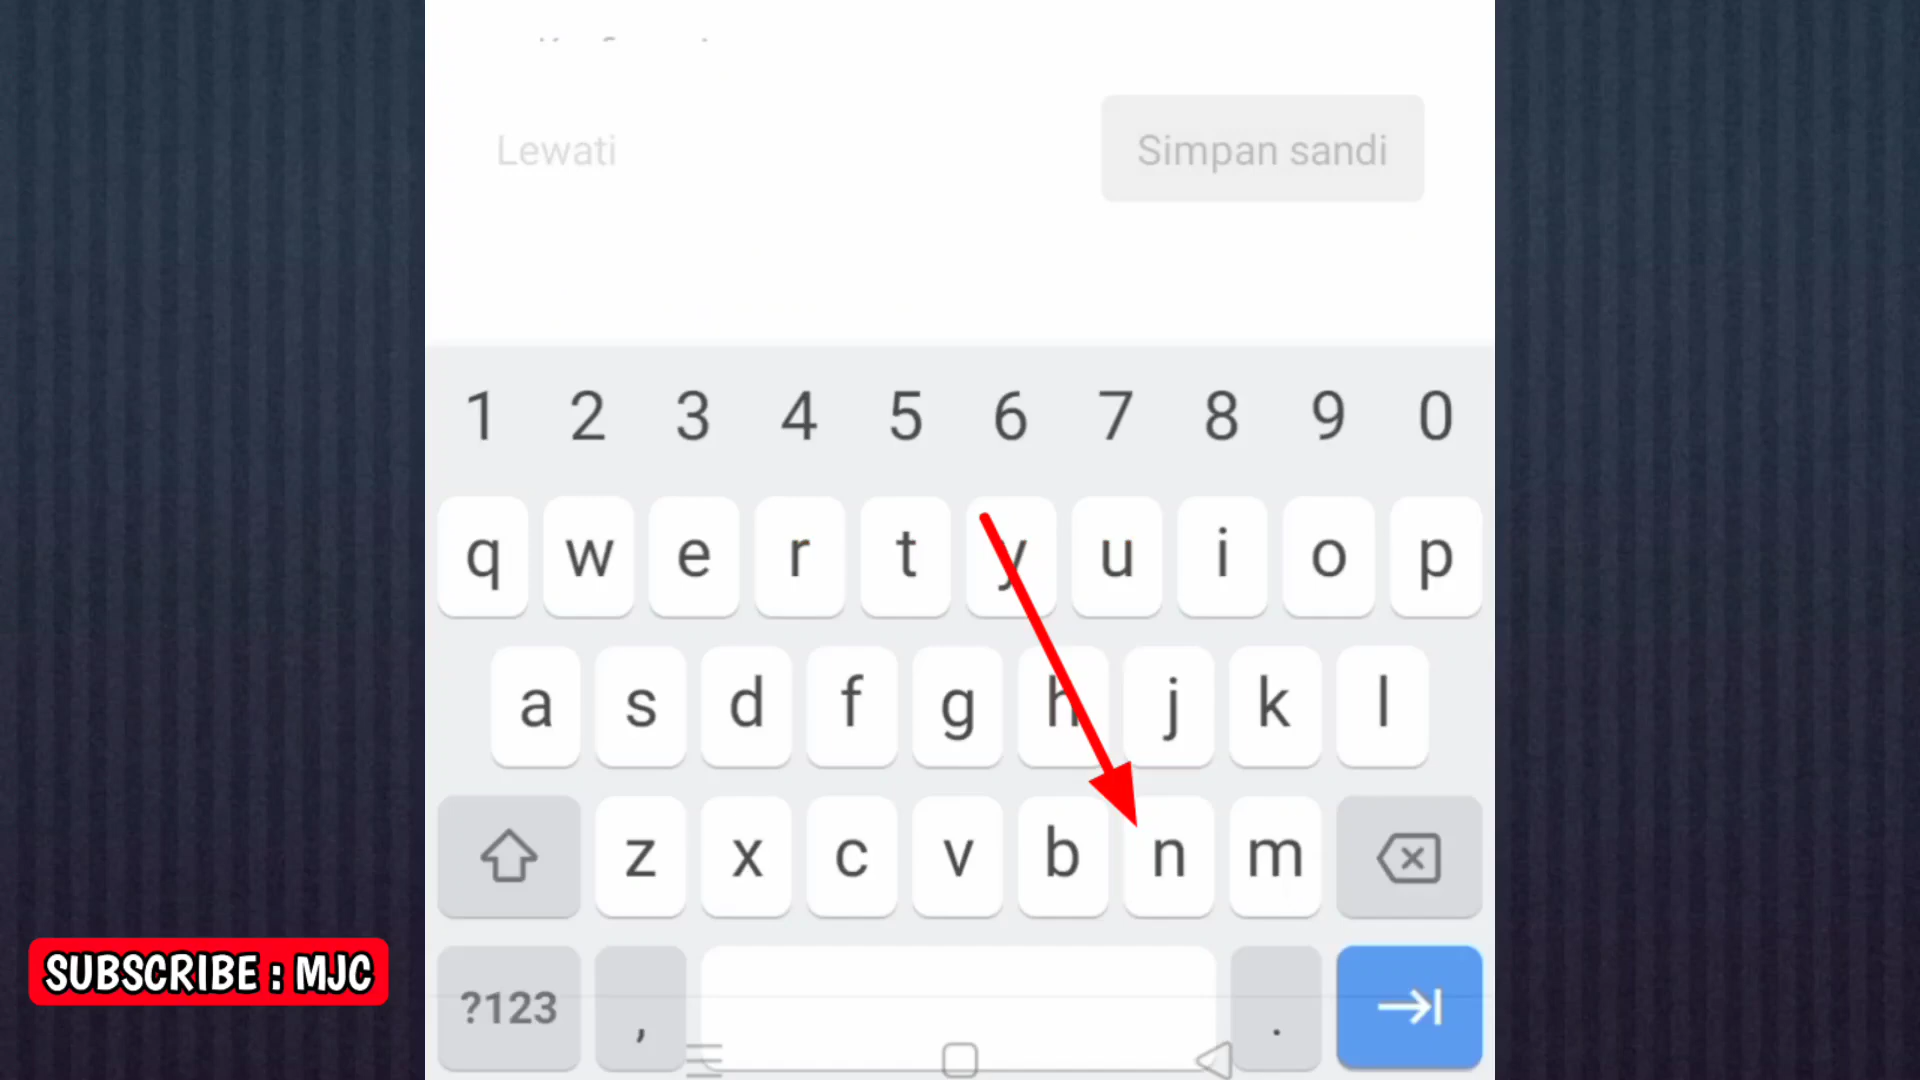 Lewati
Simpan sandi
1 2 3 4 5 6 7 8 9 0
q w e r t y u i o p
a s d f g h j k l
z x c v b n m
?123 , .
SUBSCRIBE : MJC